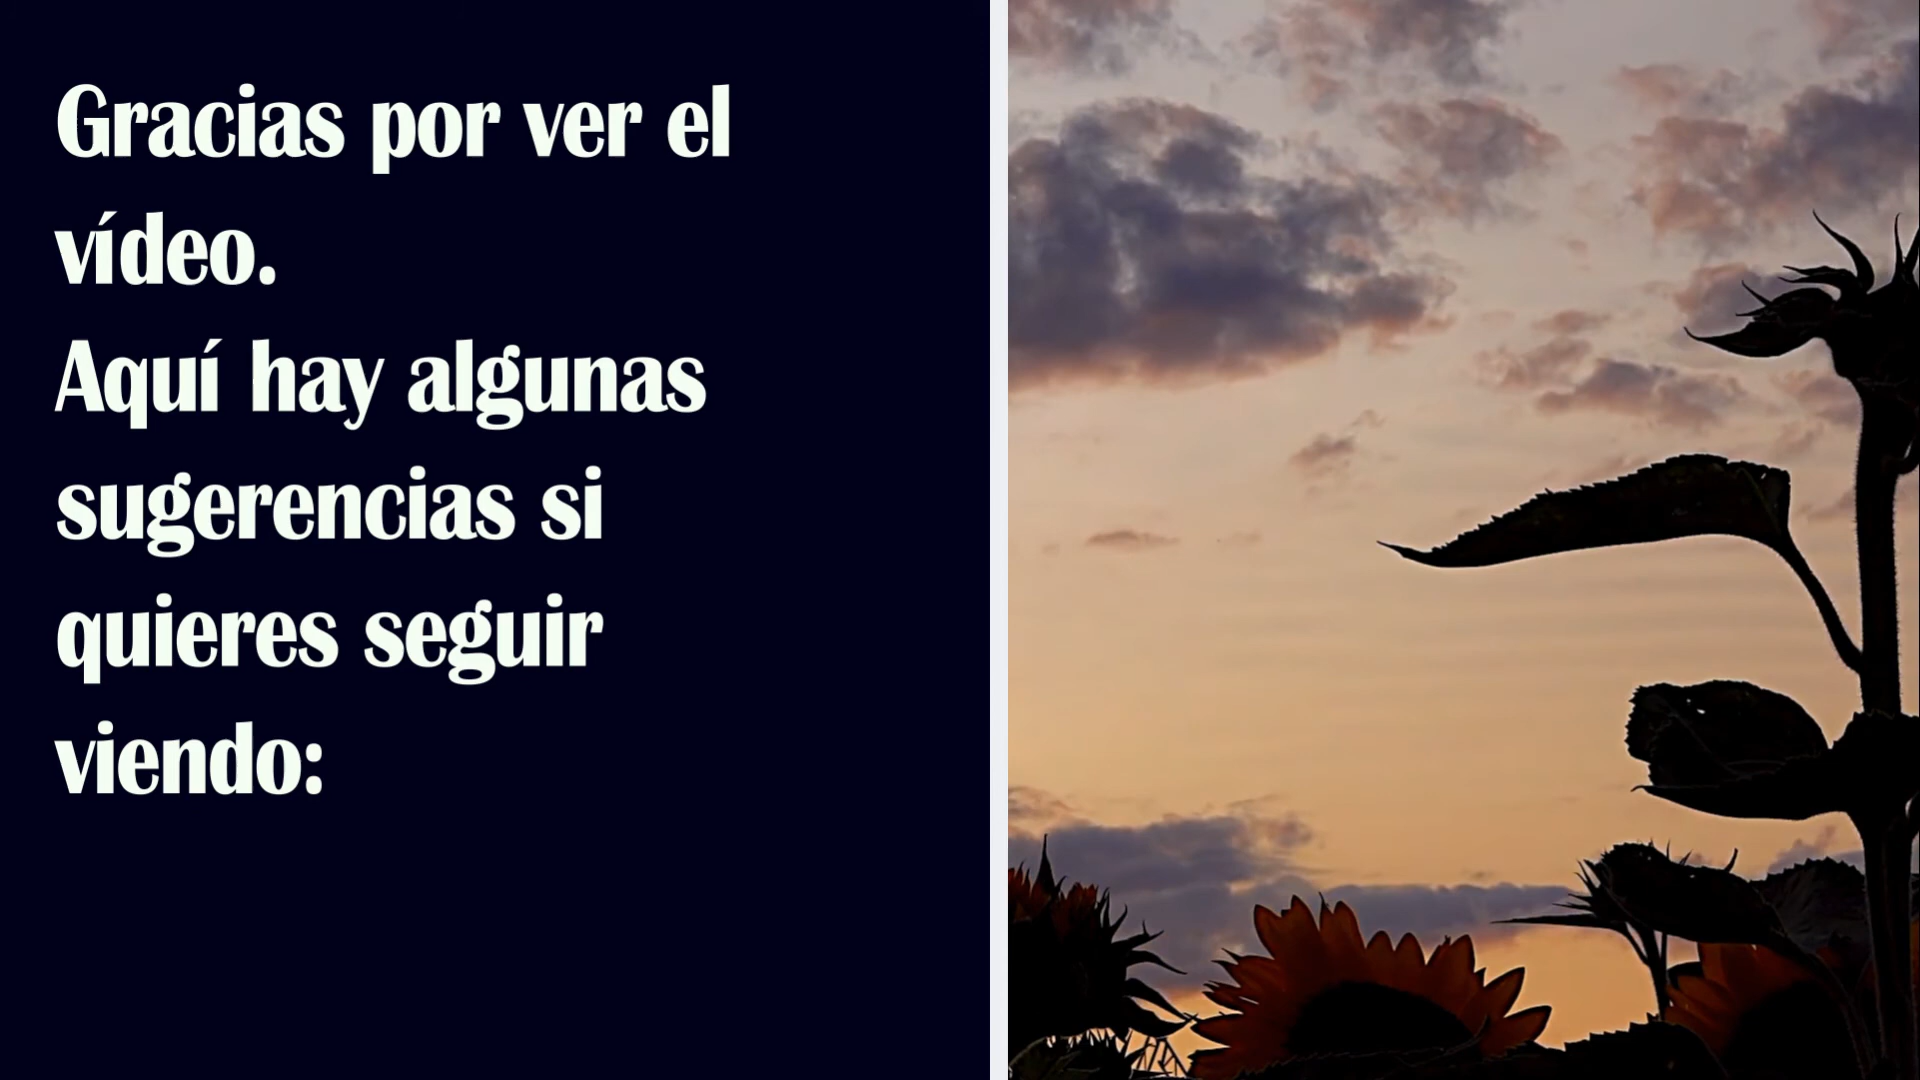 Gracias por ver el
vídeo.
Aquí hay algunas
sugerencias si
quieres seguir
viendo: